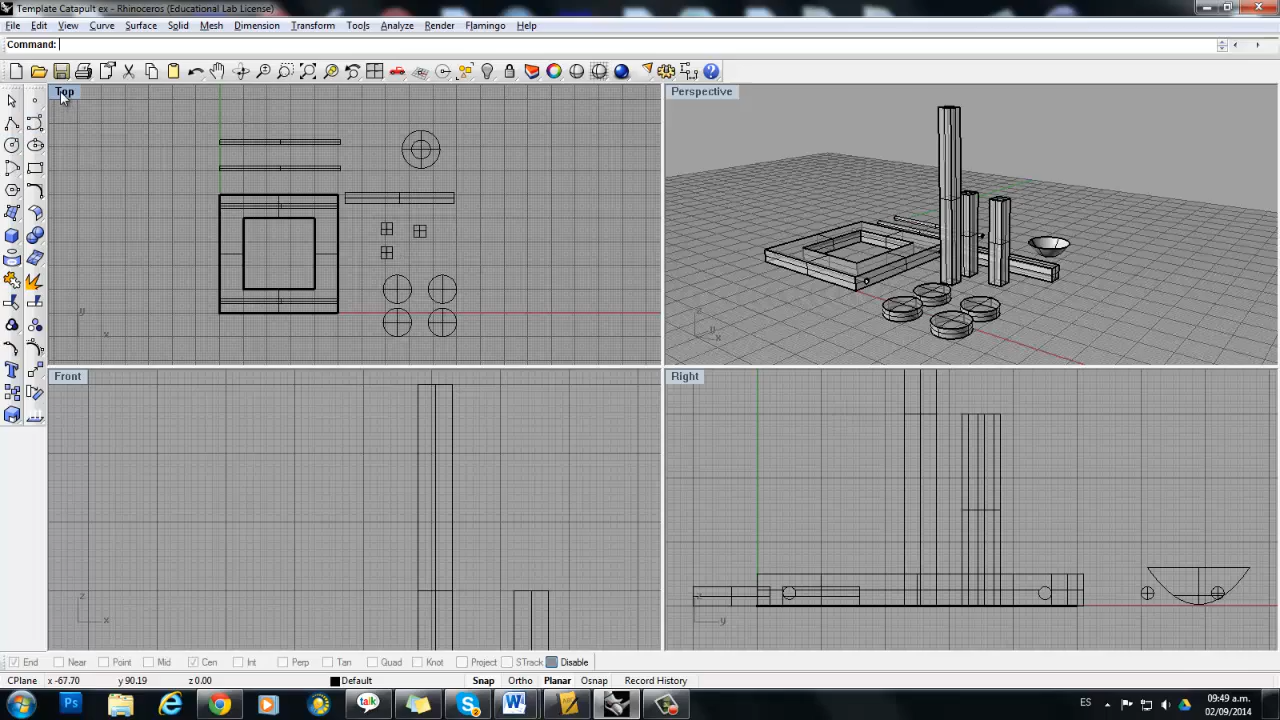 Template Catapult ex - Rhinoceros (Educational Lab License)
File Edit View Curve Surface Solid Mesh Dimension Transform Tools Analyze Render Flamingo Help
Command:
Top
Perspective
y
x
z
y
x
Front
Right
z
x
z
y
End Near Point Mid Cen Int Perp Tan Quad Knot Project STrack Disable
CPlane x -67.70 y 90.19 z 0.00 Default Snap Ortho Planar Osnap Record History
Ps talk S W ES 09:49 a.m.
02/09/2014